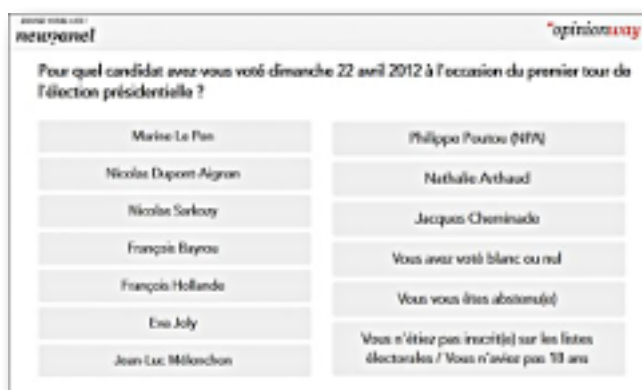 newpanel
opinionway
Pour quel candidat avez-vous voté dimanche 22 avril 2012 à l'occasion du premier tour de
l'élection présidentielle ?
Marine Le Pen
Nicolas Dupont-Aignan
Nicolas Sarkozy
François Bayrou
François Hollande
Eva Joly
Jean-Luc Mélenchon
Philippe Poutou (NPA)
Nathalie Arthaud
Jacques Cheminade
Vous avez voté blanc ou nul
Vous vous êtes abstenu(e)
Vous n'étiez pas inscrit(e) sur les listes
électorales / Vous n'aviez pas 18 ans